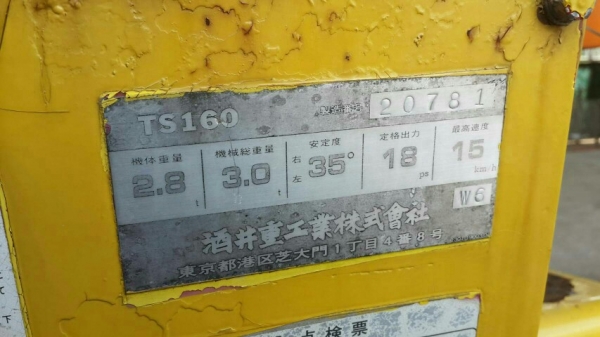 TS160 製造番号 20781
機体重量 機械総重量 安定度 定格出力 最高速度
2.8 t 3.0 t 右左 35° 18 ps 15 km/h
W6
酒井重工業株式會社
東京都港区芝大門1丁目4番8号
点検票